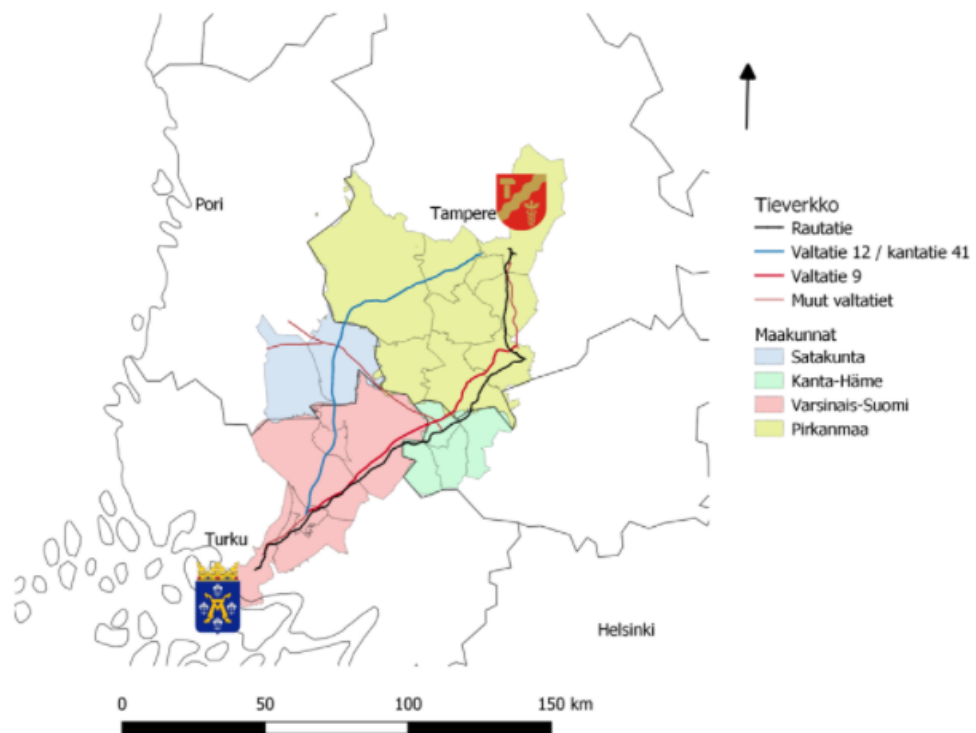 Pori
Tampere
Turku
Helsinki
Tieverkko
Rautatie
Valtatie 12 / kantatie 41
Valtatie 9
Muut valtatiet
Maakunnat
Satakunta
Kanta-Häme
Varsinais-Suomi
Pirkanmaa
0 50 100 150 km